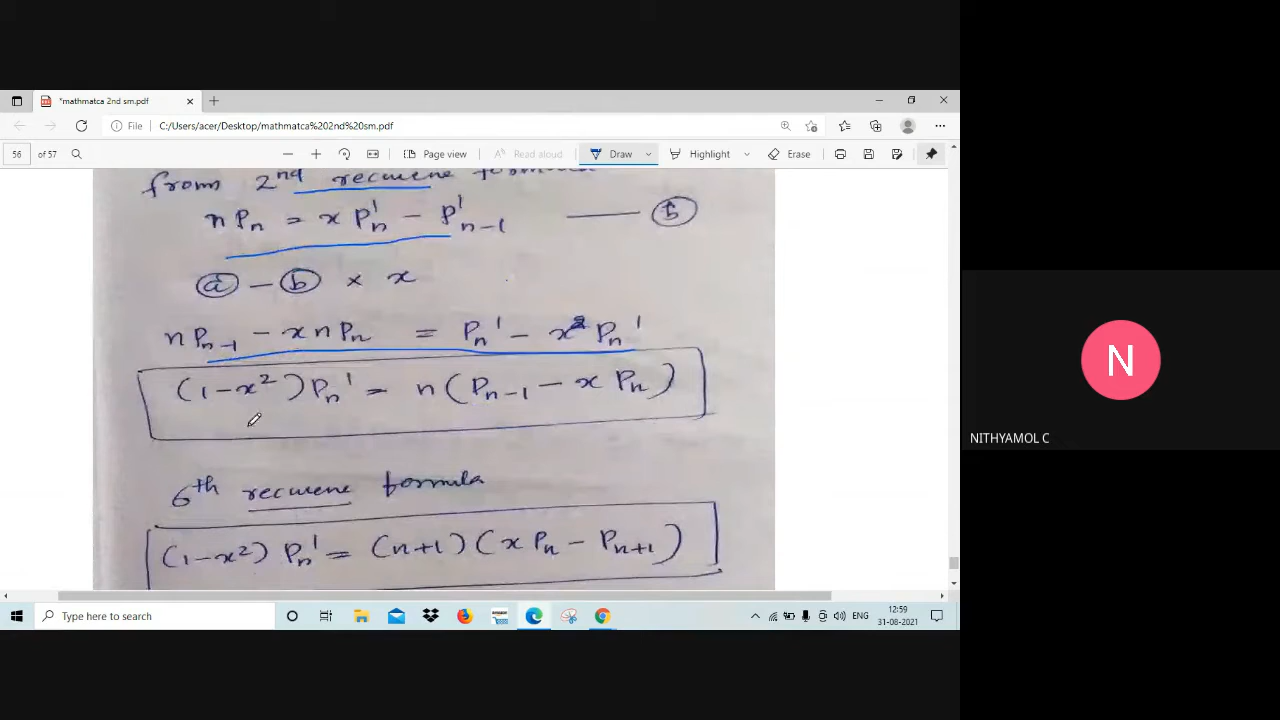 *mathmatca 2nd sm.pdf
File | C:/Users/acer/Desktop/mathmatca%202nd%20sm.pdf
56 of 57 Page view Read aloud Draw Highlight Erase
from 2nd recurene formula
n Pn = x Pn' − P'n−1 —— ⓑ
ⓐ − ⓑ × x
n Pn−1 − x n Pn = Pn' − x² Pn'
(1−x²) Pn' = n (Pn−1 − x Pn)
6th recurene formula
(1−x²) Pn' = (n+1) (x Pn − Pn+1)
N
NITHYAMOL C
Type here to search
ENG
12:59
31-08-2021